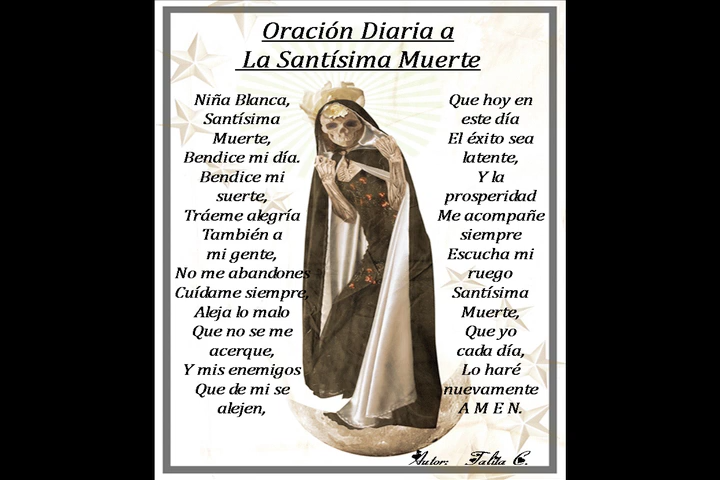 Oración Diaria a
La Santísima Muerte
Niña Blanca,
Santísima
Muerte,
Bendice mi día.
Bendice mi
suerte,
Tráeme alegría
También a
mi gente,
No me abandones
Cuídame siempre,
Aleja lo malo
Que no se me
acerque,
Y mis enemigos
Que de mi se
alejen,
Que hoy en
este día
El éxito sea
latente,
Y la
prosperidad
Me acompañe
siempre
Escucha mi
ruego
Santísima
Muerte,
Que yo
cada día,
Lo haré
nuevamente
A M E N.
Autor: Talita C.